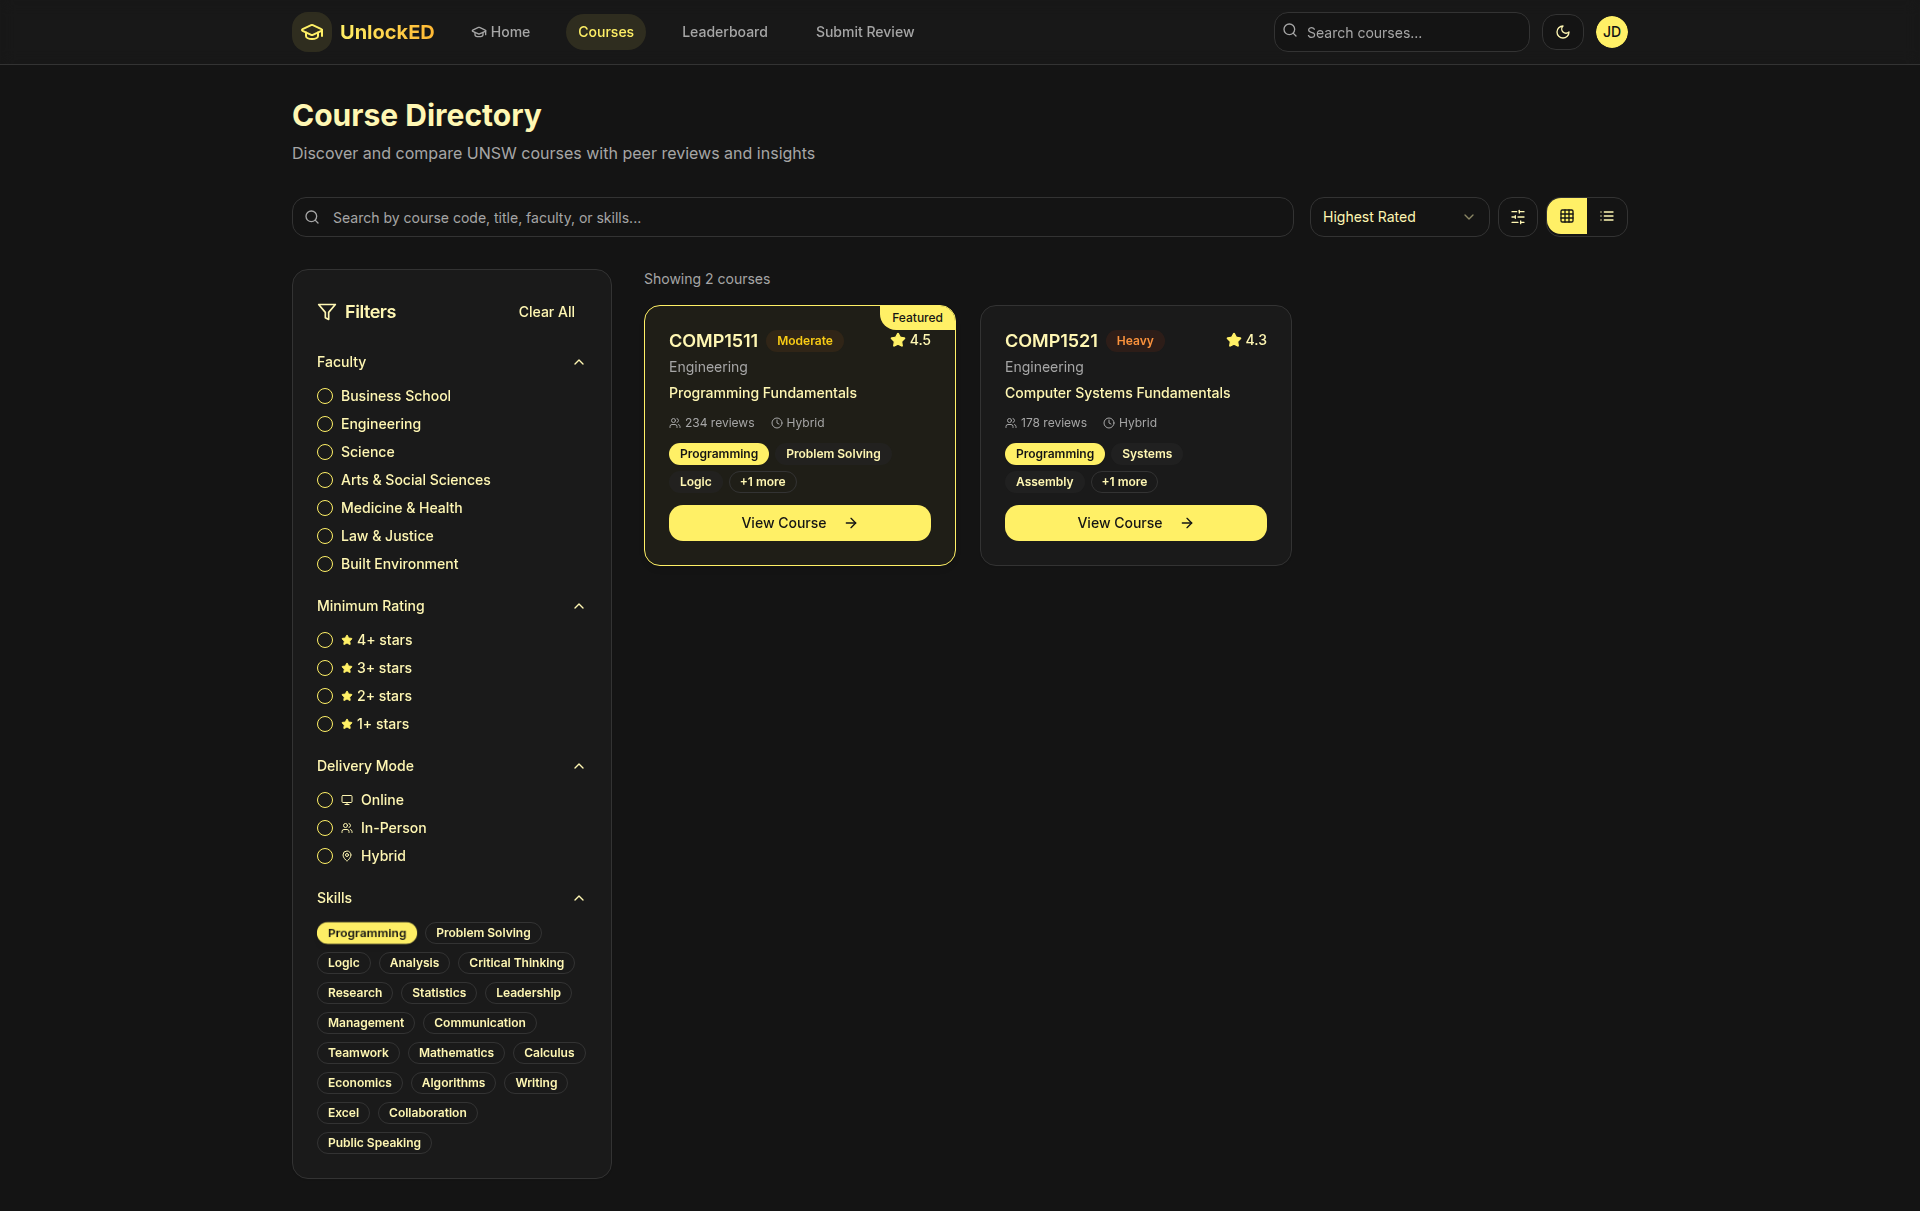 UnlockED
Home
Courses
Leaderboard
Submit Review
Search courses...
JD
Course Directory
Discover and compare UNSW courses with peer reviews and insights
Search by course code, title, faculty, or skills...
Highest Rated
Filters
Clear All
Faculty
Business School
Engineering
Science
Arts & Social Sciences
Medicine & Health
Law & Justice
Built Environment
Minimum Rating
4+ stars
3+ stars
2+ stars
1+ stars
Delivery Mode
Online
In-Person
Hybrid
Skills
Programming
Problem Solving
Logic
Analysis
Critical Thinking
Research
Statistics
Leadership
Management
Communication
Teamwork
Mathematics
Calculus
Economics
Algorithms
Writing
Excel
Collaboration
Public Speaking
Showing 2 courses
Featured
COMP1511
Moderate
4.5
Engineering
Programming Fundamentals
234 reviews
Hybrid
Programming
Problem Solving
Logic
+1 more
View Course
COMP1521
Heavy
4.3
Engineering
Computer Systems Fundamentals
178 reviews
Hybrid
Programming
Systems
Assembly
+1 more
View Course